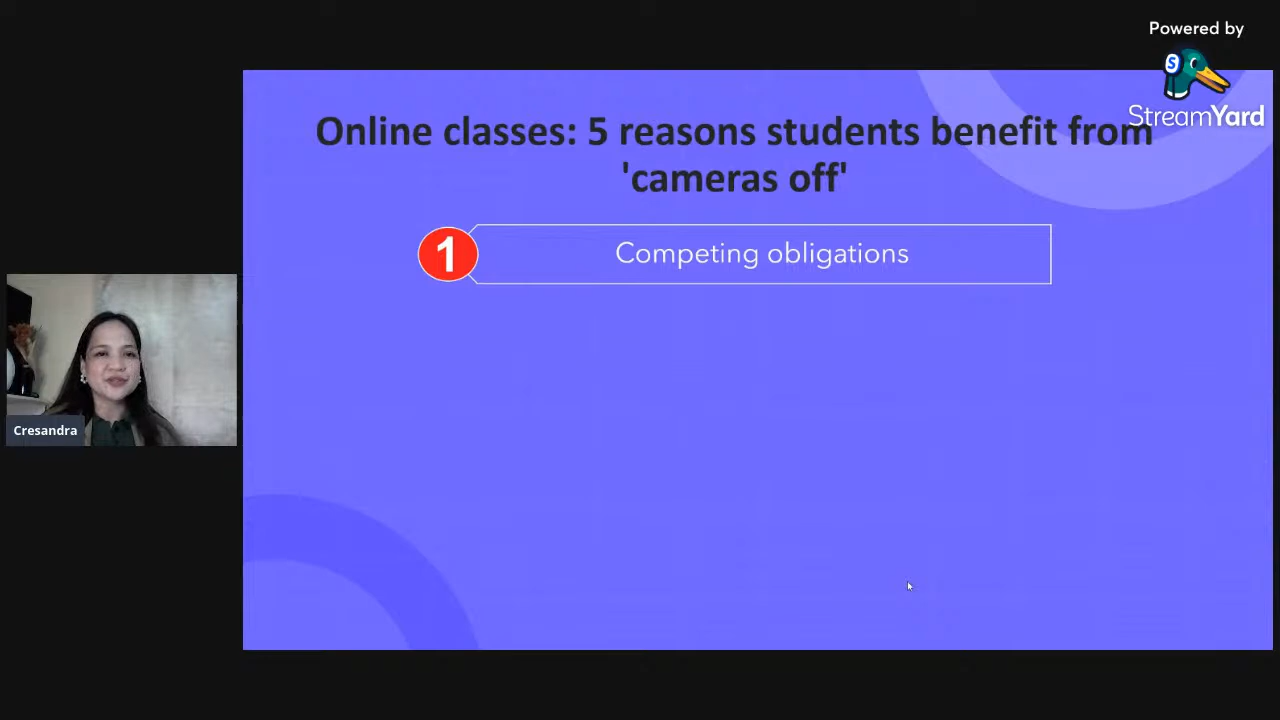 Powered by
StreamYard
Online classes: 5 reasons students benefit from
'cameras off'
1 Competing obligations
Cresandra